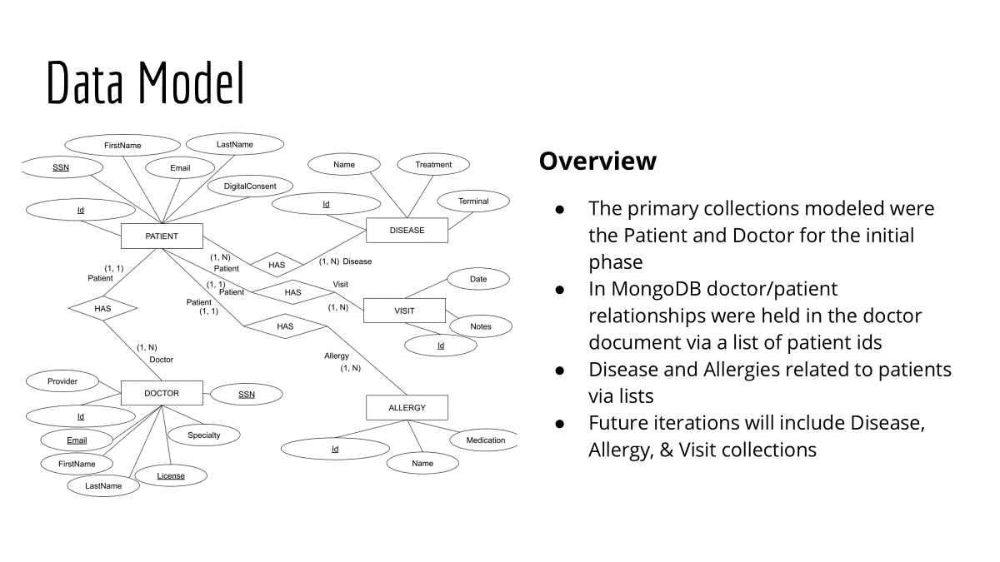 Data Model
FirstName
LastName
SSN
Email
Name
Treatment
DigitalConsent
Id
Id
Terminal
PATIENT
DISEASE
(1, N)
Patient
HAS
(1, N) Disease
(1, 1)
Patient
(1, 1)
Patient
HAS
Visit
Date
Patient
(1, 1)
(1, N)
VISIT
HAS
HAS
Notes
Id
(1, N)
Doctor
Allergy
(1, N)
Provider
DOCTOR
SSN
Id
ALLERGY
Email
Specialty
Medication
Id
FirstName
Name
License
LastName
Overview
● The primary collections modeled were
the Patient and Doctor for the initial
phase
● In MongoDB doctor/patient
relationships were held in the doctor
document via a list of patient ids
● Disease and Allergies related to patients
via lists
● Future iterations will include Disease,
Allergy, & Visit collections